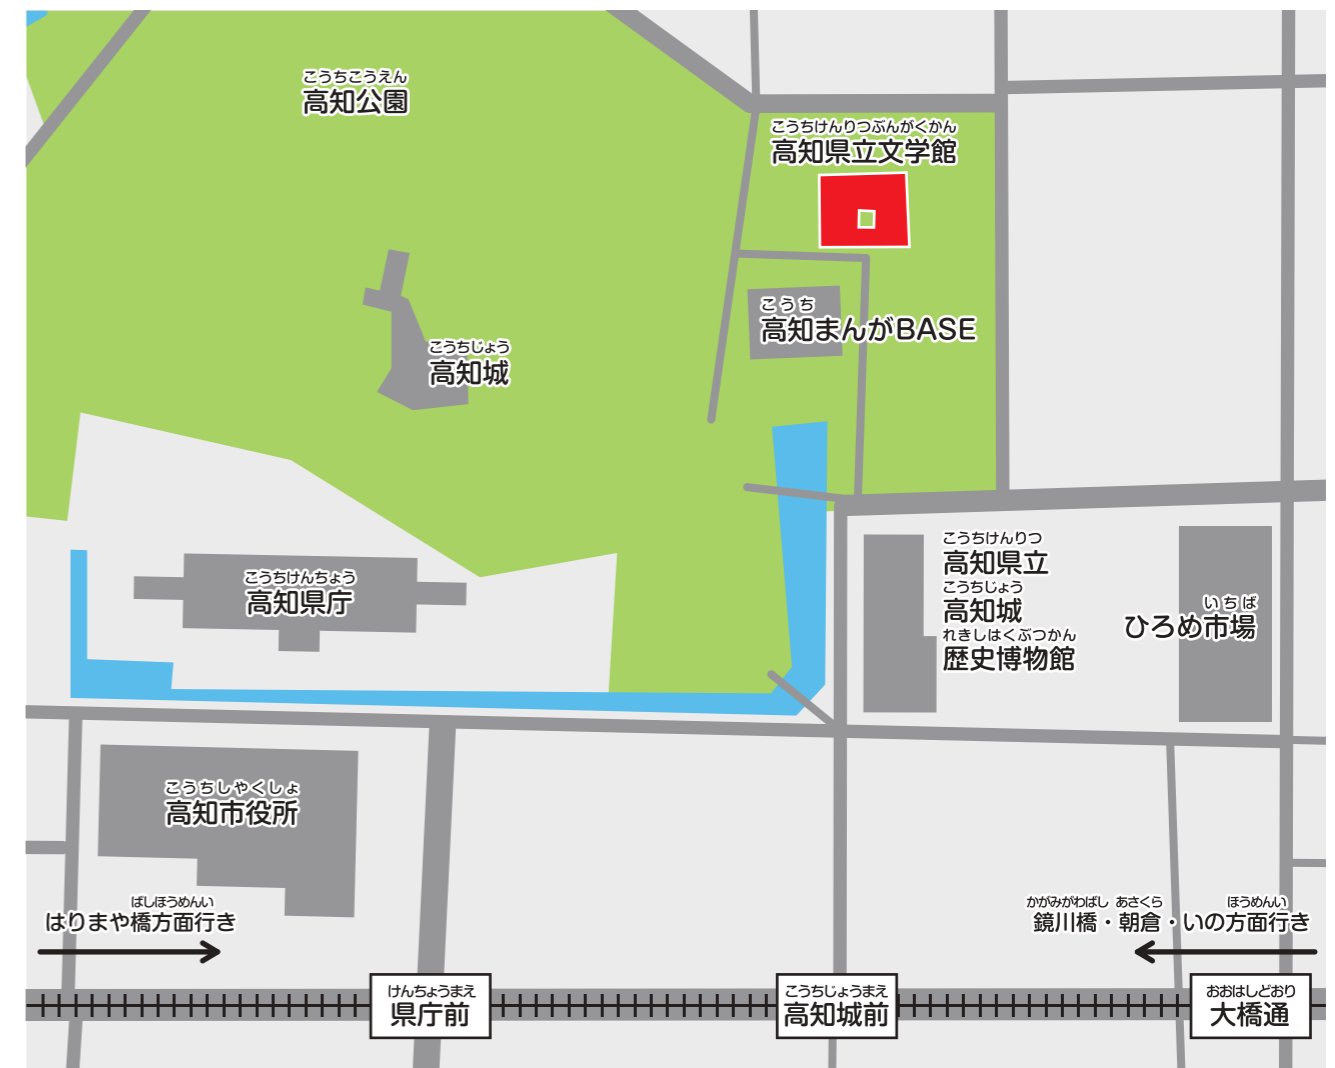 こうちこうえん
高知公園
こうちけんりつぶんがくかん
高知県立文学館
こうち
高知まんがBASE
こうちじょう
高知城
こうちけんりつ
高知県立
こうちじょう
高知城
れきしはくぶつかん
歴史博物館
いちば
ひろめ市場
こうちけんちょう
高知県庁
こうちしやくしょ
高知市役所
ばしほうめんい
はりまや橋方面行き
かがみがわばし あさくら ほうめんい
鏡川橋・朝倉・いの方面行き
けんちょうまえ
県庁前
こうちじょうまえ
高知城前
おおはしどおり
大橋通